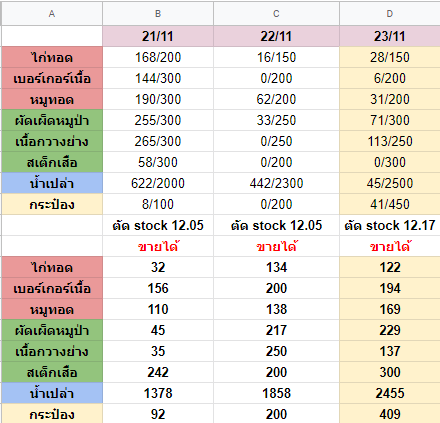 A B C D
21/11 22/11 23/11
ไก่ทอด 168/200 16/150 28/150
เบอร์เกอร์เนื้อ 144/300 0/200 6/200
หมูทอด 190/300 62/200 31/200
ผัดเผ็ดหมูป่า 255/300 33/250 71/300
เนื้อกวางย่าง 265/300 0/250 113/250
สเต็กเสือ 58/300 0/200 0/300
น้ำเปล่า 622/2000 442/2300 45/2500
กระป๋อง 8/100 0/200 41/450
ตัด stock 12.05 ตัด stock 12.05 ตัด stock 12.17
ขายได้ ขายได้ ขายได้
ไก่ทอด 32 134 122
เบอร์เกอร์เนื้อ 156 200 194
หมูทอด 110 138 169
ผัดเผ็ดหมูป่า 45 217 229
เนื้อกวางย่าง 35 250 137
สเต็กเสือ 242 200 300
น้ำเปล่า 1378 1858 2455
กระป๋อง 92 200 409